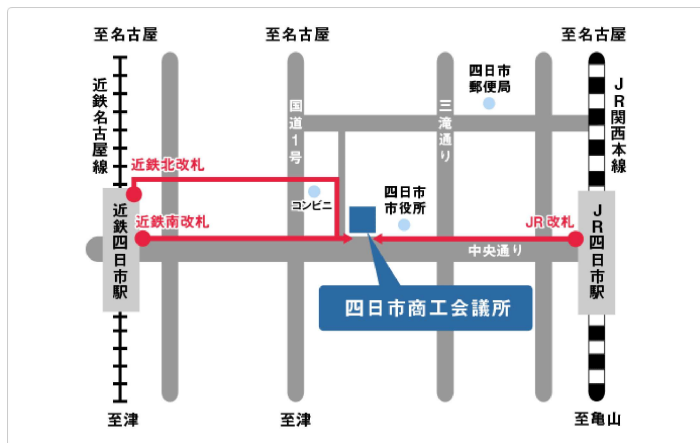 至名古屋
至名古屋
至名古屋
近鉄名古屋線
国道1号
三滝通り
四日市
郵便局
JR関西本線
近鉄北改札
コンビニ
四日市
市役所
近鉄南改札
JR改札
近鉄四日市駅
中央通り
JR四日市駅
四日市商工会議所
至津
至津
至亀山